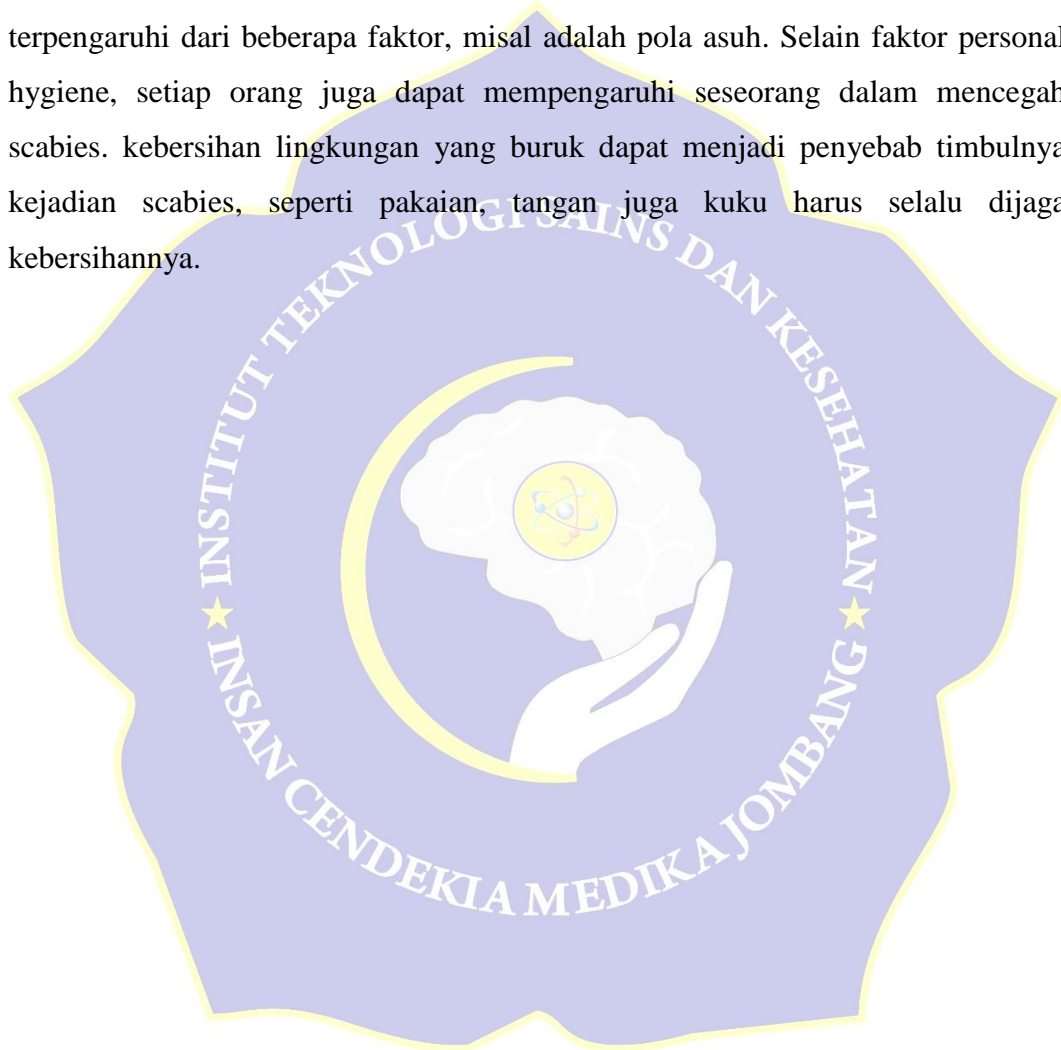 terpengaruhi dari beberapa faktor, misal adalah pola asuh. Selain faktor personal
hygiene, setiap orang juga dapat mempengaruhi seseorang dalam mencegah
scabies. kebersihan lingkungan yang buruk dapat menjadi penyebab timbulnya
kejadian scabies, seperti pakaian, tangan juga kuku harus selalu dijaga
kebersihannya.
INSTITUT TEKNOLOGI SAINS DAN KESEHATAN
INSAN CENDEKIA MEDIKA JOMBANG